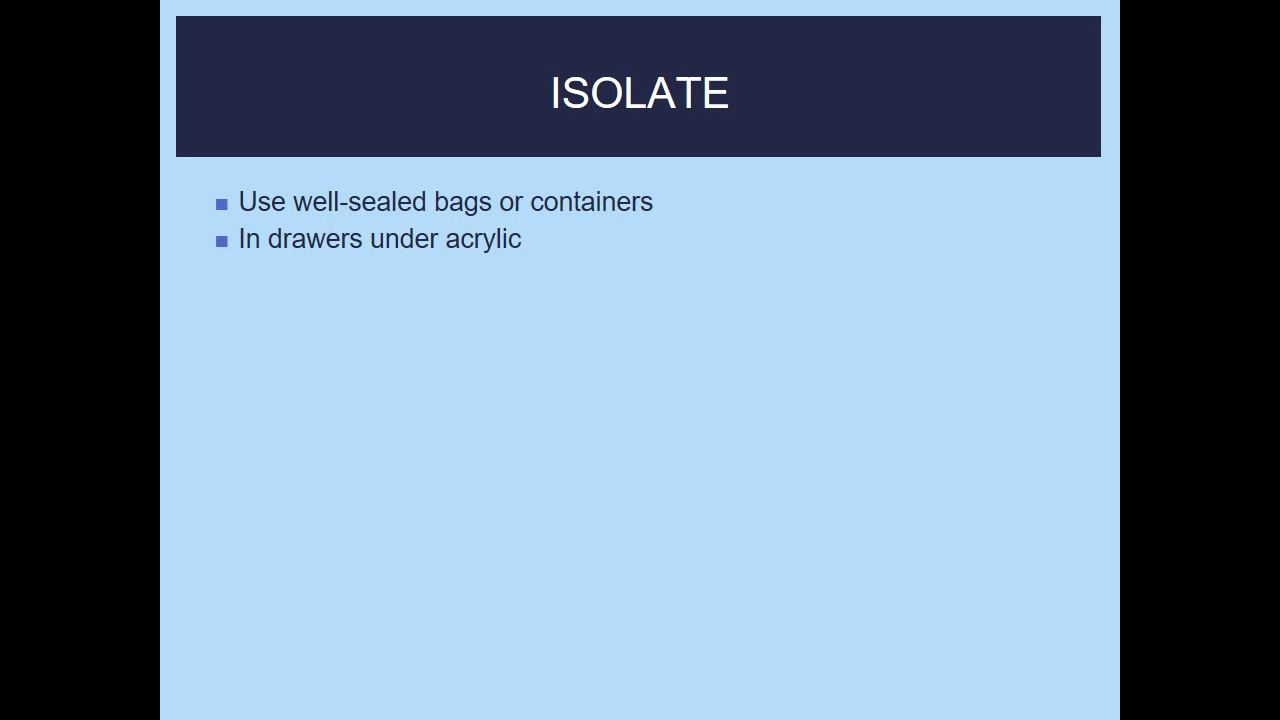 ISOLATE
Use well-sealed bags or containers
In drawers under acrylic